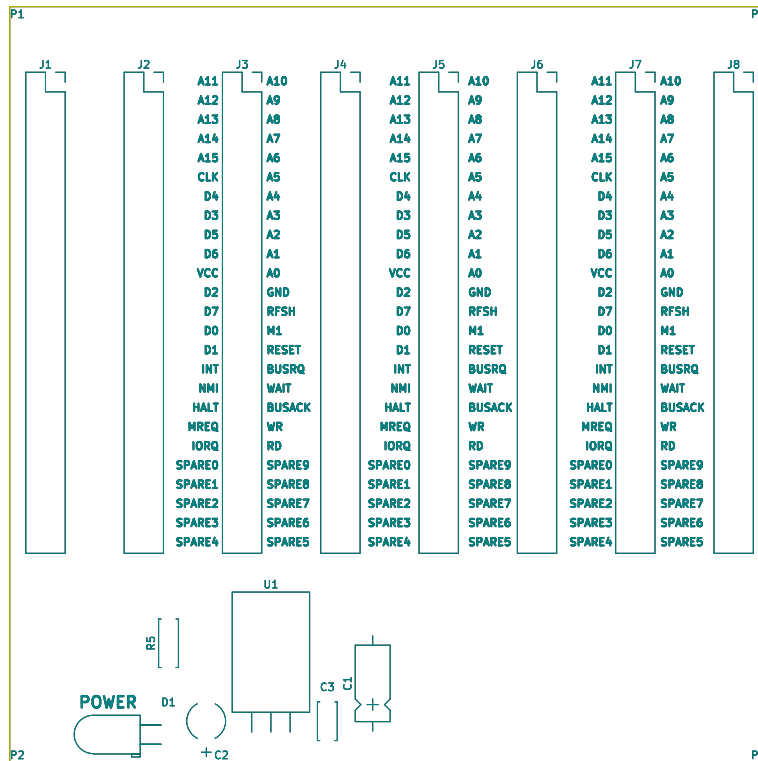 P1 P
J1 J2 J3 J4 J5 J6 J7 J8
A11 A10 A11 A10 A11 A10
A12 A9 A12 A9 A12 A9
A13 A8 A13 A8 A13 A8
A14 A7 A14 A7 A14 A7
A15 A6 A15 A6 A15 A6
CLK A5 CLK A5 CLK A5
D4 A4 D3 A4 D4 A4
D3 A3 D3 A3 D3 A3
D5 A2 D5 A2 D5 A2
D6 A1 D6 A1 D6 A1
VCC A0 VCC A0 VCC A0
D2 GND D2 GND D2 GND
D7 RFSH D7 RFSH D7 RFSH
D0 M1 D0 M1 D0 M1
D1 RESET D1 RESET D1 RESET
INT BUSRQ INT BUSRQ INT BUSRQ
NMI WAIT NMI WAIT NMI WAIT
HALT BUSACK HALT BUSACK HALT BUSACK
MREQ WR MREQ WR MREQ WR
IORQ RD IORQ RD IORQ RD
SPARE0 SPARE9 SPARE0 SPARE9 SPARE0 SPARE9
SPARE1 SPARE8 SPARE1 SPARE8 SPARE1 SPARE8
SPARE2 SPARE7 SPARE2 SPARE7 SPARE2 SPARE7
SPARE3 SPARE6 SPARE3 SPARE6 SPARE3 SPARE6
SPARE4 SPARE5 SPARE4 SPARE5 SPARE4 SPARE5
U1
R5
C3 C1
POWER D1
P2 C2 P